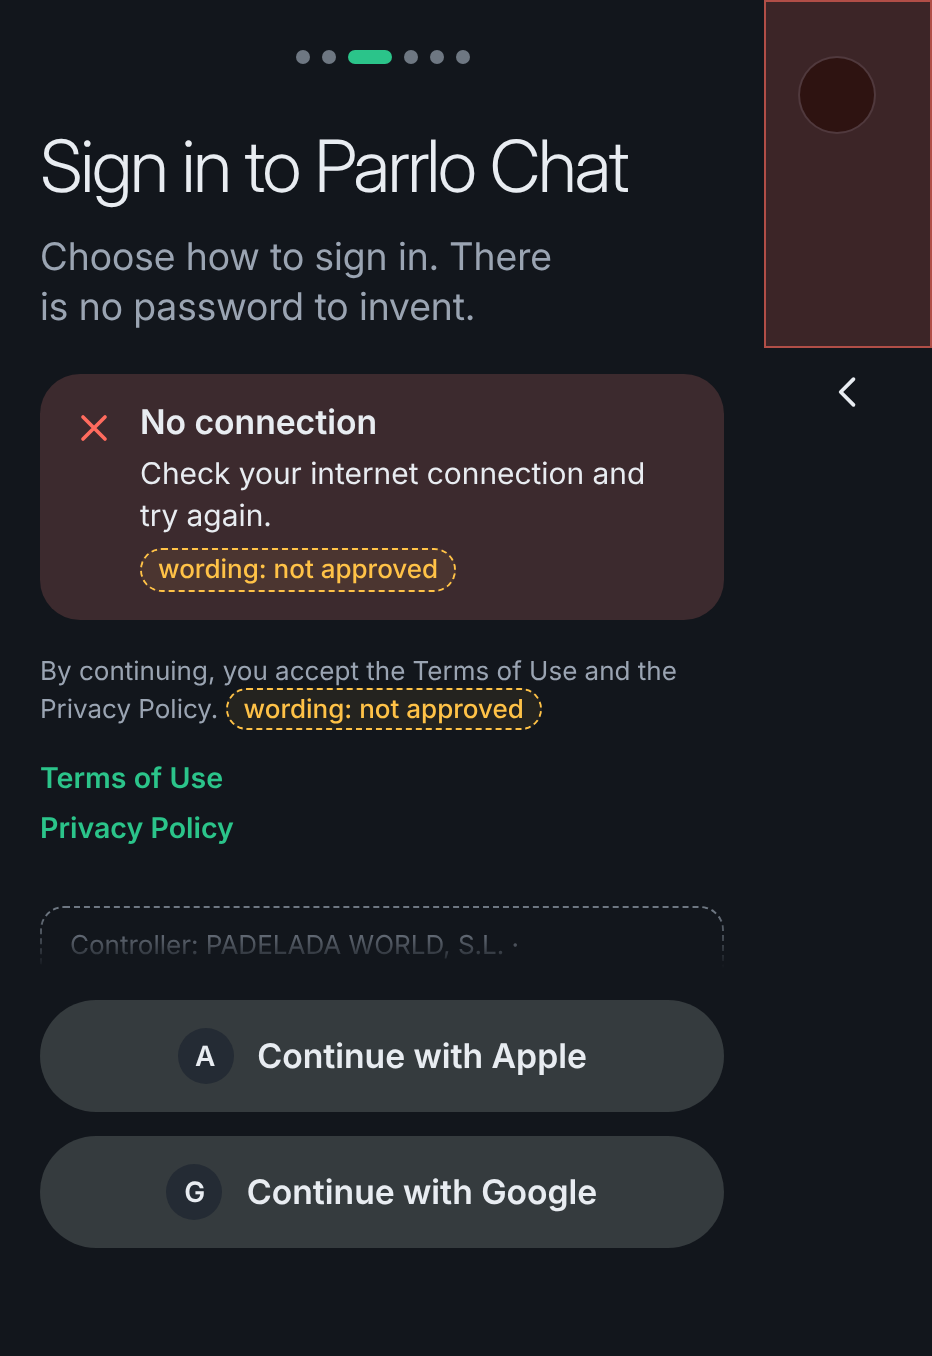 Sign in to Parrlo Chat
Choose how to sign in. There
is no password to invent.
No connection
Check your internet connection and
try again.
wording: not approved
By continuing, you accept the Terms of Use and the
Privacy Policy. wording: not approved
Terms of Use
Privacy Policy
Controller: PADELADA WORLD, S.L. ·
A Continue with Apple
G Continue with Google